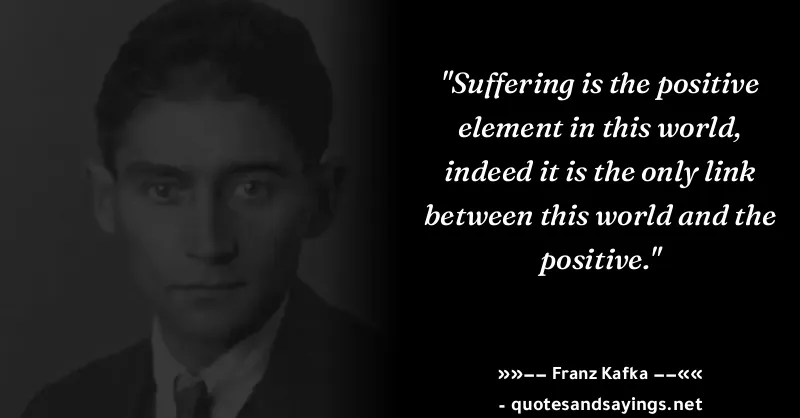 "Suffering is the positive
element in this world,
indeed it is the only link
between this world and the
positive."
»»−− Franz Kafka −−««
- quotesandsayings.net